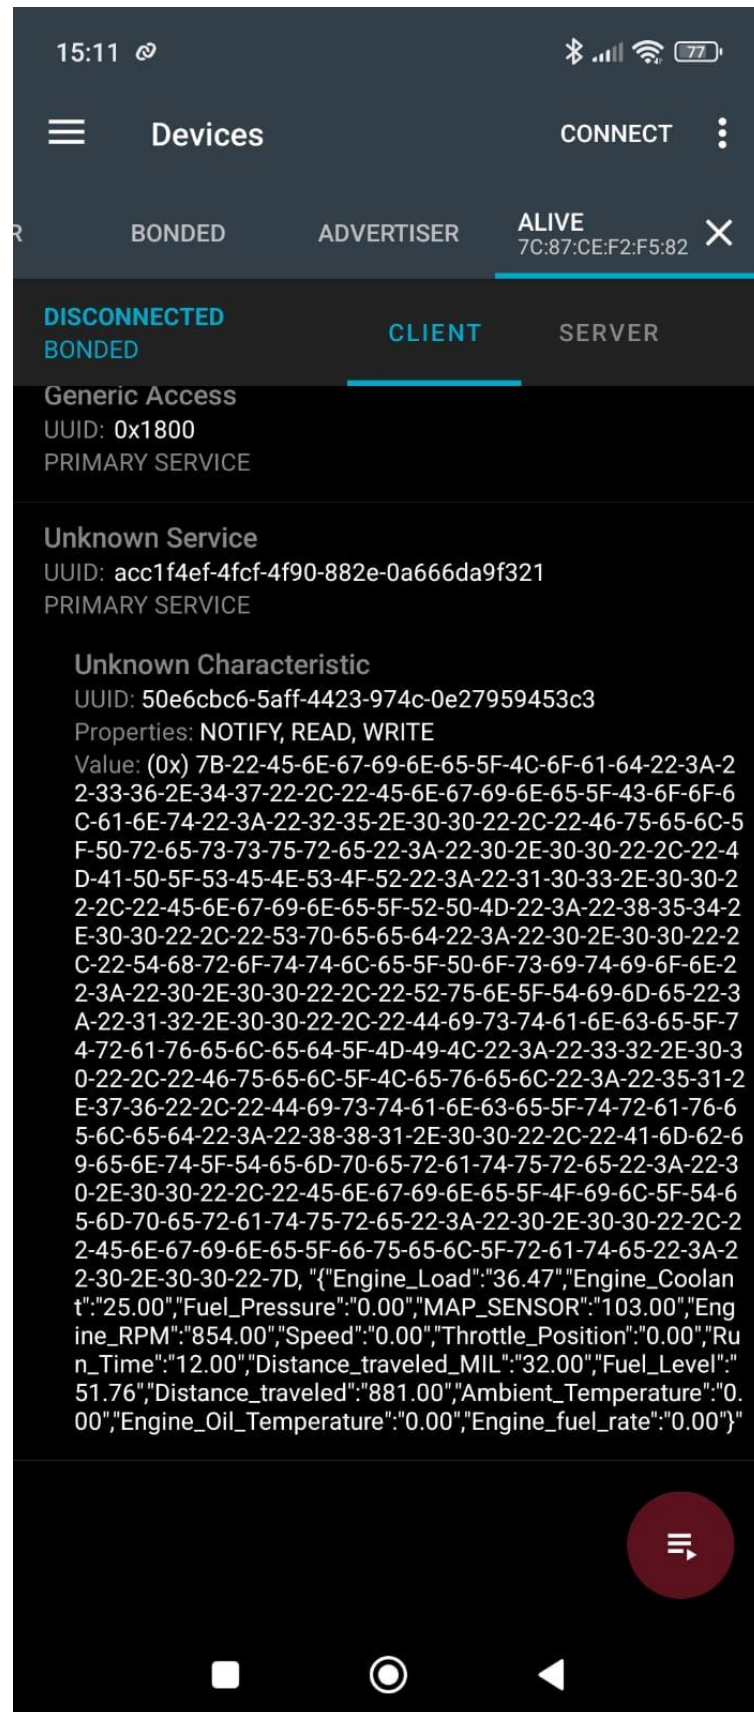 15:11
77
Devices
CONNECT
R
BONDED
ADVERTISER
ALIVE
7C:87:CE:F2:F5:82
DISCONNECTED
BONDED
CLIENT
SERVER
Generic Access
UUID: 0x1800
PRIMARY SERVICE
Unknown Service
UUID: acc1f4ef-4fcf-4f90-882e-0a666da9f321
PRIMARY SERVICE
Unknown Characteristic
UUID: 50e6cbc6-5aff-4423-974c-0e27959453c3
Properties: NOTIFY, READ, WRITE
Value: (0x) 7B-22-45-6E-67-69-6E-65-5F-4C-6F-61-64-22-3A-2
2-33-36-2E-34-37-22-2C-22-45-6E-67-69-6E-65-5F-43-6F-6F-6
C-61-6E-74-22-3A-22-32-35-2E-30-30-22-2C-22-46-75-65-6C-5
F-50-72-65-73-73-75-72-65-22-3A-22-30-2E-30-30-22-2C-22-4
D-41-50-5F-53-45-4E-53-4F-52-22-3A-22-31-30-33-2E-30-30-2
2-2C-22-45-6E-67-69-6E-65-5F-52-50-4D-22-3A-22-38-35-34-2
E-30-30-22-2C-22-53-70-65-65-64-22-3A-22-30-2E-30-30-22-2
C-22-54-68-72-6F-74-74-6C-65-5F-50-6F-73-69-74-69-6F-6E-2
2-3A-22-30-2E-30-30-22-2C-22-52-75-6E-5F-54-69-6D-65-22-3
A-22-31-32-2E-30-30-22-2C-22-44-69-73-74-61-6E-63-65-5F-7
4-72-61-76-65-6C-65-64-5F-4D-49-4C-22-3A-22-33-32-2E-30-3
0-22-2C-22-46-75-65-6C-5F-4C-65-76-65-6C-22-3A-22-35-31-2
E-37-36-22-2C-22-44-69-73-74-61-6E-63-65-5F-74-72-61-76-6
5-6C-65-64-22-3A-22-38-38-31-2E-30-30-22-2C-22-41-6D-62-6
9-65-6E-74-5F-54-65-6D-70-65-72-61-74-75-72-65-22-3A-22-3
0-2E-30-30-22-2C-22-45-6E-67-69-6E-65-5F-4F-69-6C-5F-54-6
5-6D-70-65-72-61-74-75-72-65-22-3A-22-30-2E-30-30-22-2C-2
2-45-6E-67-69-6E-65-5F-66-75-65-6C-5F-72-61-74-65-22-3A-2
2-30-2E-30-30-22-7D, "{"Engine_Load":"36.47","Engine_Coolan
t":"25.00","Fuel_Pressure":"0.00","MAP_SENSOR":"103.00","Eng
ine_RPM":"854.00","Speed":"0.00","Throttle_Position":"0.00","Ru
n_Time":"12.00","Distance_traveled_MIL":"32.00","Fuel_Level":"
51.76","Distance_traveled":"881.00","Ambient_Temperature":"0.
00","Engine_Oil_Temperature":"0.00","Engine_fuel_rate":"0.00"}"